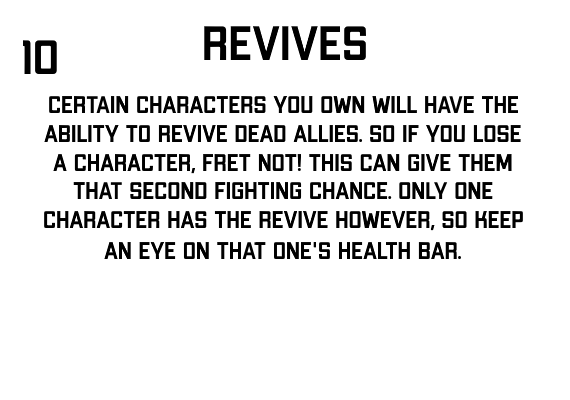 REVIVES
10
CERTAIN CHARACTERS YOU OWN WILL HAVE THE
ABILITY TO REVIVE DEAD ALLIES. SO IF YOU LOSE
A CHARACTER, FRET NOT! THIS CAN GIVE THEM
THAT SECOND FIGHTING CHANCE. ONLY ONE
CHARACTER HAS THE REVIVE HOWEVER, SO KEEP
AN EYE ON THAT ONE'S HEALTH BAR.